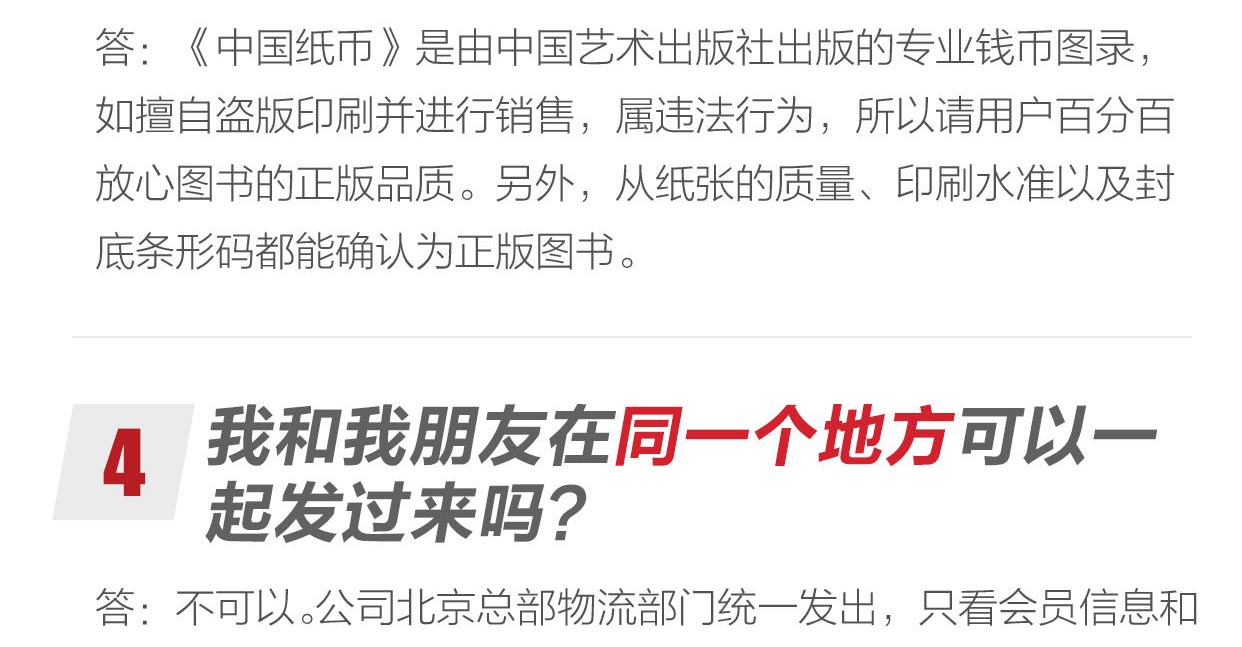 答：《中国纸币》是由中国艺术出版社出版的专业钱币图录，
如擅自盗版印刷并进行销售，属违法行为，所以请用户百分百
放心图书的正版品质。另外，从纸张的质量、印刷水准以及封
底条形码都能确认为正版图书。
4
我和我朋友在同一个地方可以一
起发过来吗？
答：不可以。公司北京总部物流部门统一发出，只看会员信息和